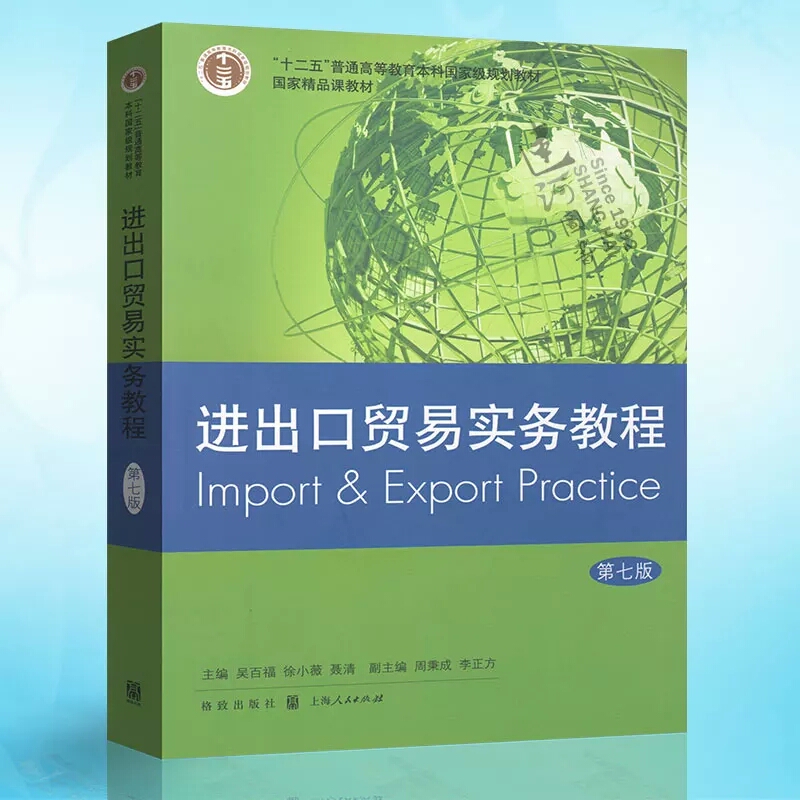 “十二五”普通高等教育本科国家级规划教材
国家精品课教材
Since 1999
SHANG HAI
进出口贸易实务教程
Import & Export Practice
第七版
主编 吴百福 徐小薇 聂清 副主编 周秉成 李正方
格致出版社 上海人民出版社
“十二五”普通高等教育
本科国家级规划教材
进出口贸易实务教程
第七版